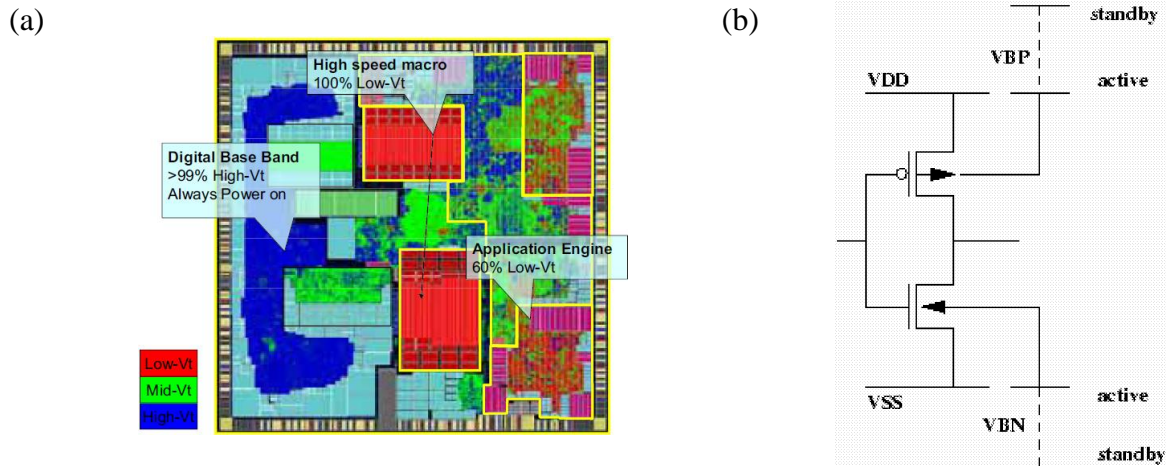 (a)
High speed macro
100% Low-Vt
Digital Base Band
>99% High-Vt
Always Power on
Application Engine
60% Low-Vt
Low-Vt
Mid-Vt
High-Vt
(b)
standby
VBP
VDD
active
VSS
active
VBN
standby